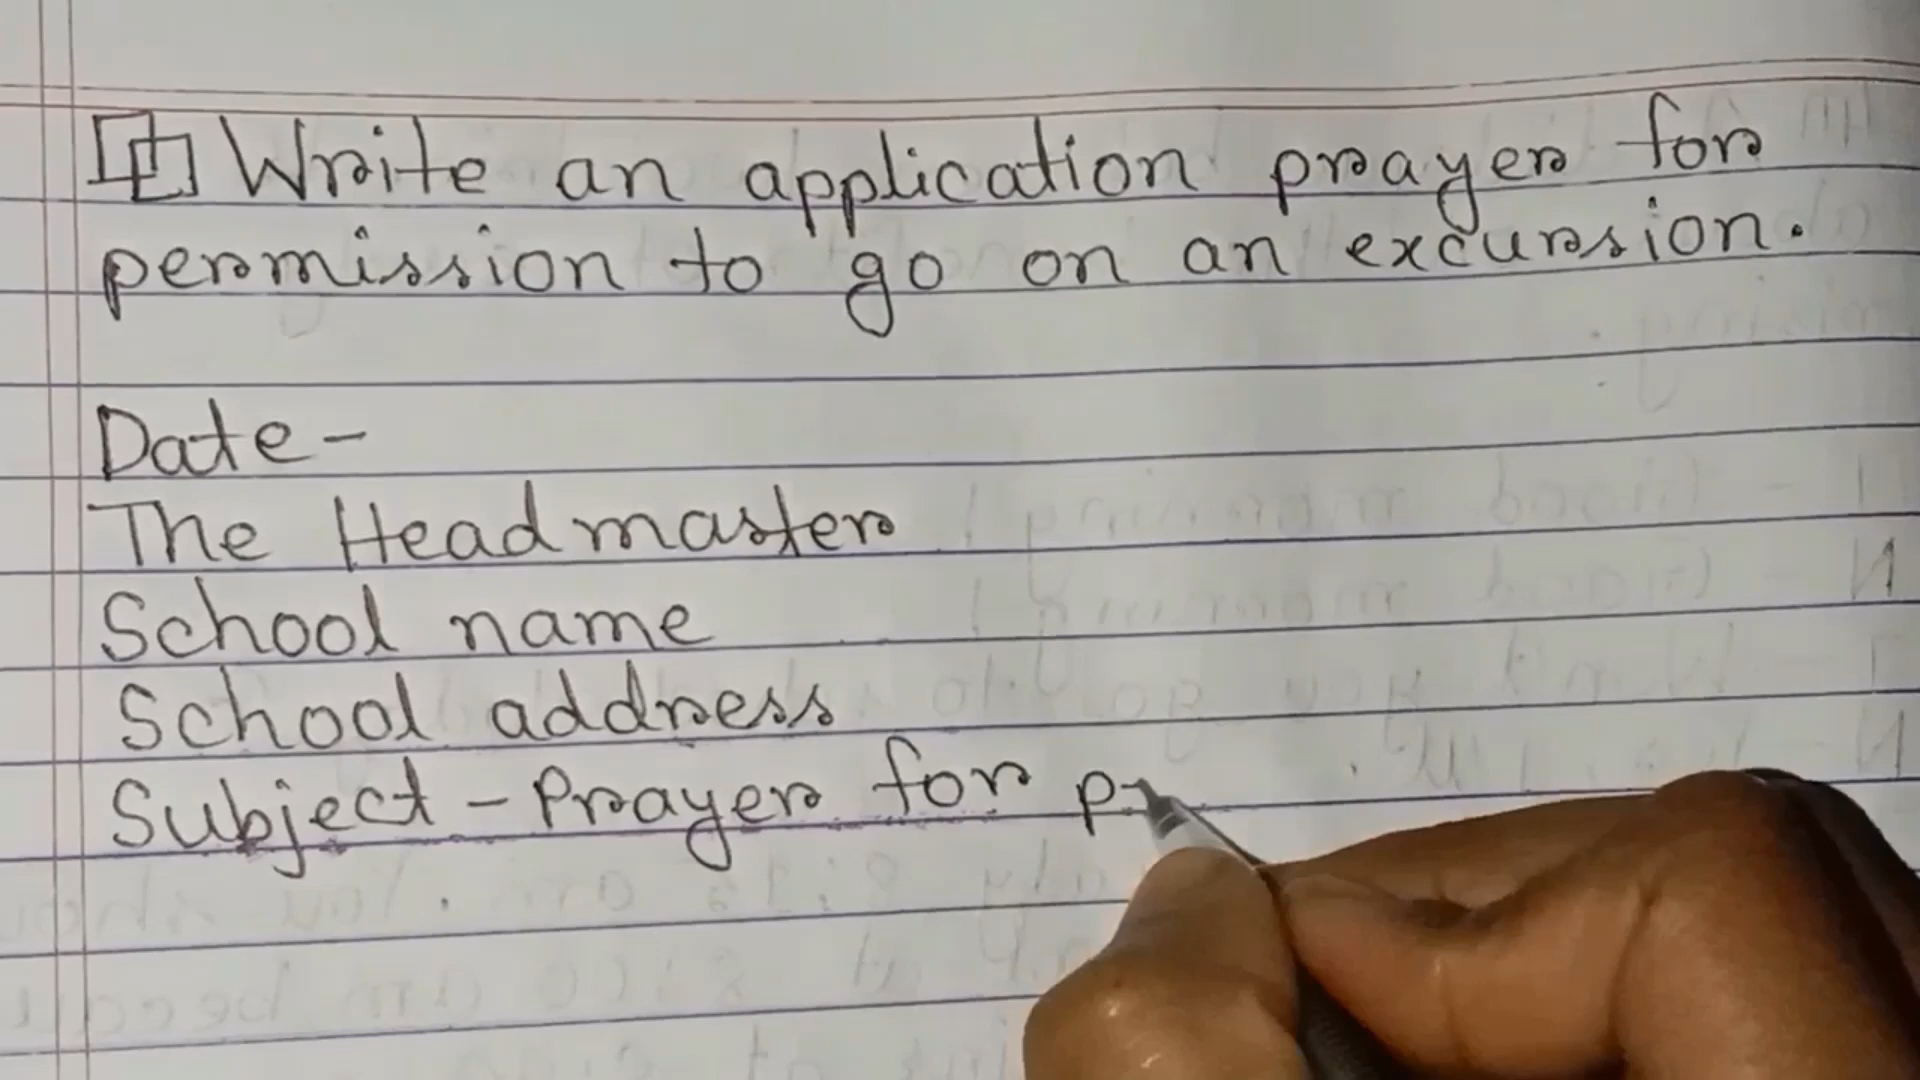 Write an application prayer for
permission to go on an excursion.
Date -
The Headmaster
School name
School address
Subject - Prayer for